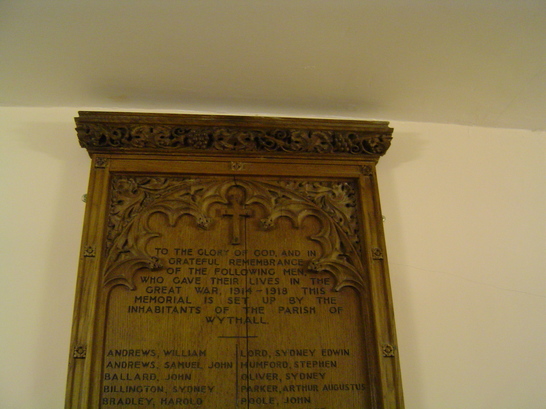 TO THE GLORY OF GOD, AND IN
GRATEFUL REMEMBRANCE
OF THE FOLLOWING MEN
WHO GAVE THEIR LIVES IN THE
GREAT WAR, 1914-1918 THIS
MEMORIAL IS SET UP BY THE
INHABITANTS OF THE PARISH OF
WYTHALL.
ANDREWS, WILLIAM
ANDREWS, SAMUEL JOHN
BALLARD, JOHN
BILLINGTON, SYDNEY
BRADLEY, HAROLD
LORD, SYDNEY EDWIN
MUMFORD, STEPHEN
OLIVER, SYDNEY
PARKER, ARTHUR AUGUSTUS
JOHN